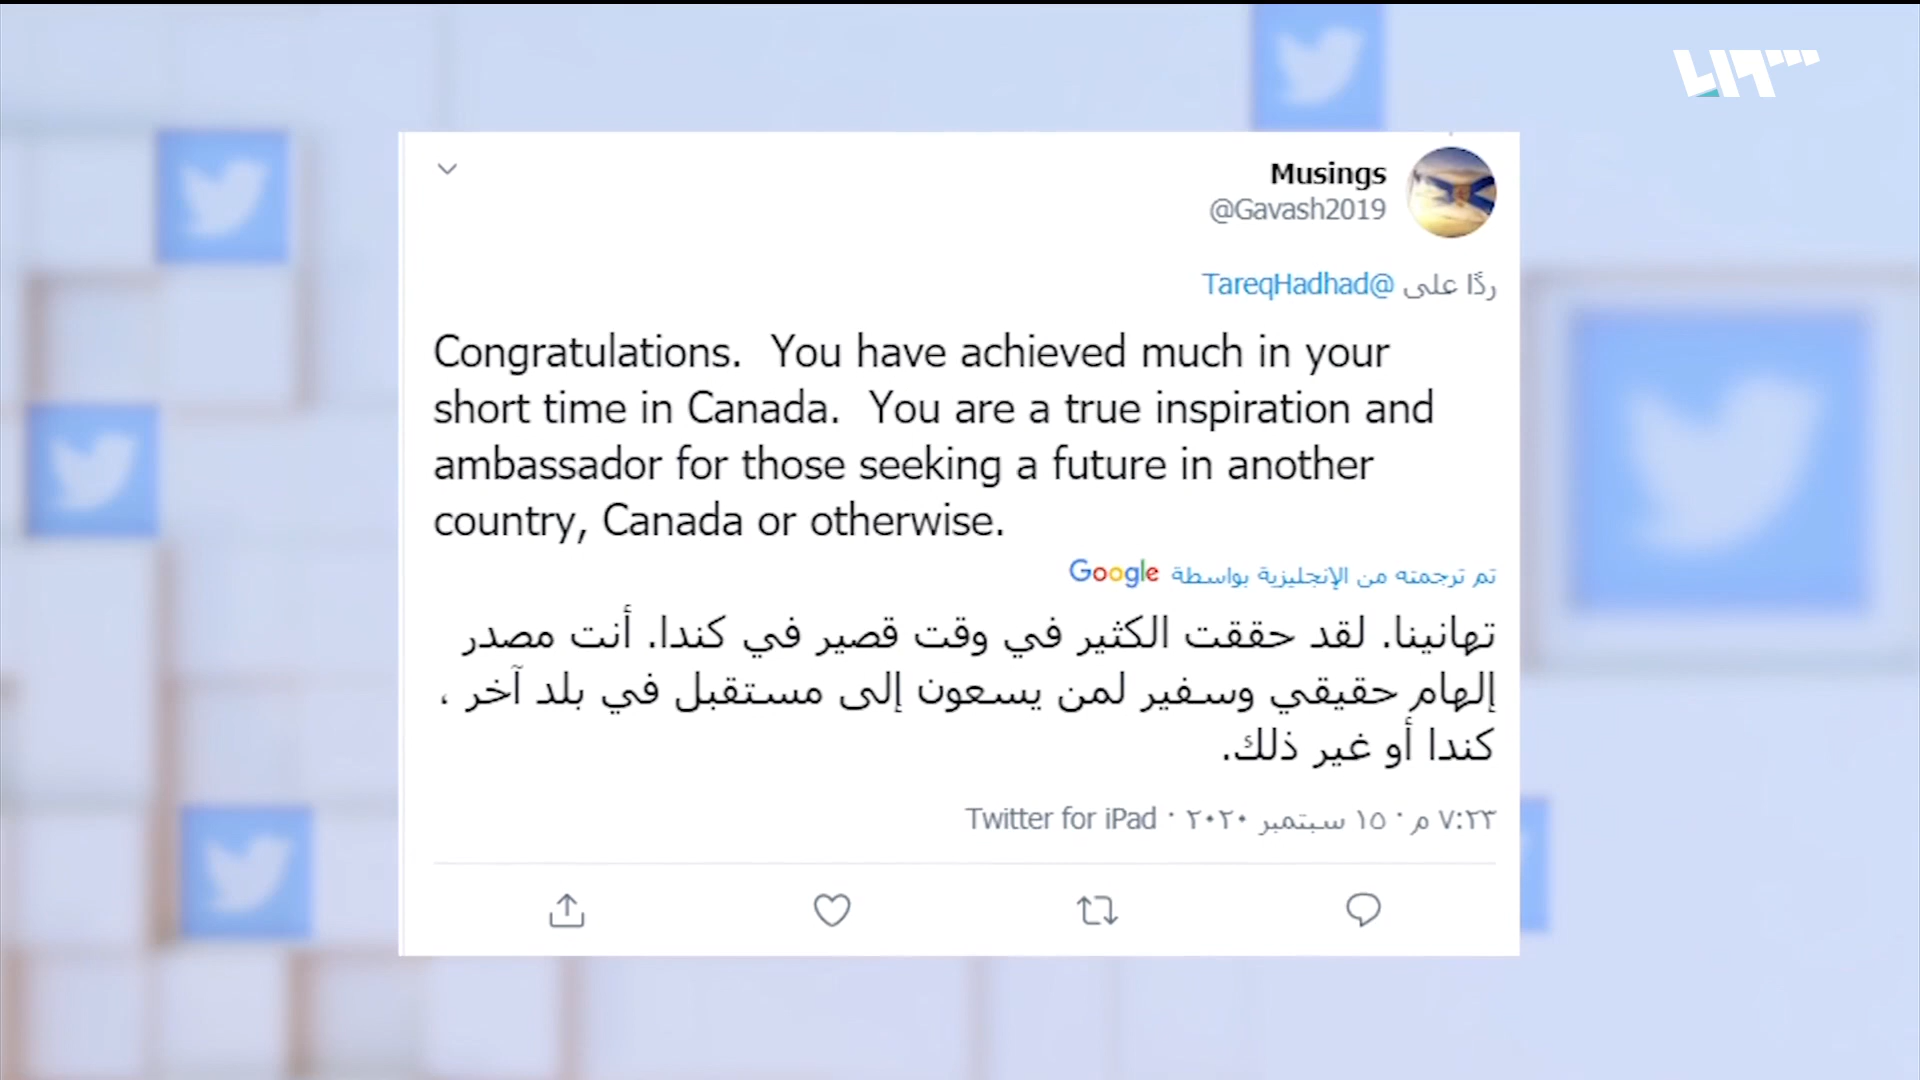 Musings
@Gavash2019
ردًا على @TareqHadhad
Congratulations.  You have achieved much in your
short time in Canada.  You are a true inspiration and
ambassador for those seeking a future in another
country, Canada or otherwise.
تم ترجمته من الإنجليزية بواسطة Google
تهانينا. لقد حققت الكثير في وقت قصير في كندا. أنت مصدر
إلهام حقيقي وسفير لمن يسعون إلى مستقبل في بلد آخر ،
كندا أو غير ذلك.
٧:٢٣ م · ١٥ سبتمبر ٢٠٢٠ · Twitter for iPad